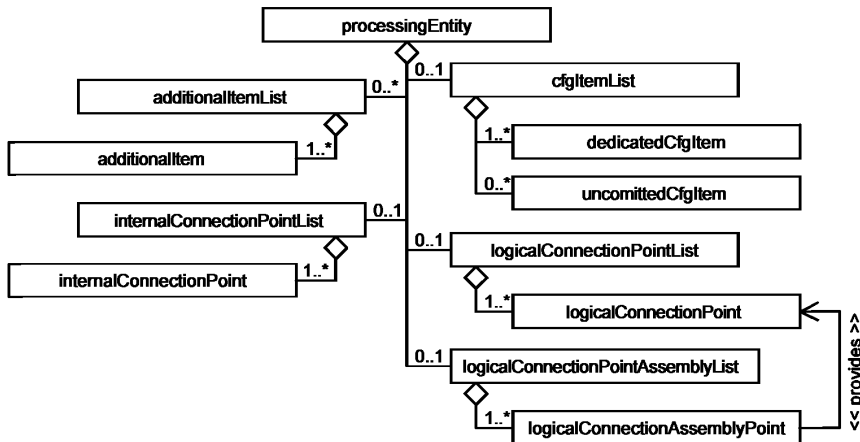 processingEntity
0..*
0..1
additionalItemList
cfgItemList
1..*
1..*
additionalItem
dedicatedCfgItem
0..*
uncomittedCfgItem
0..1
internalConnectionPointList
0..1
logicalConnectionPointList
1..*
internalConnectionPoint
1..*
logicalConnectionPoint
<< provides >>
0..1
logicalConnectionPointAssemblyList
1..*
logicalConnectionAssemblyPoint